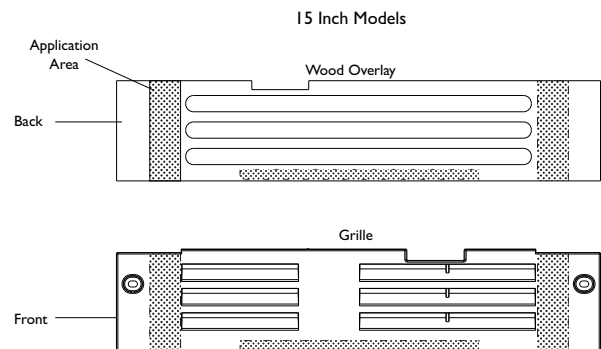 15 Inch Models
Application
Area
Wood Overlay
Back
Grille
Front